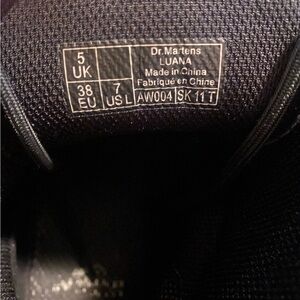 5
UK
38
EU
7
US L
Dr.Martens
LUANA
Made in China
Fabriqué en Chine
AW004
SK 11 T